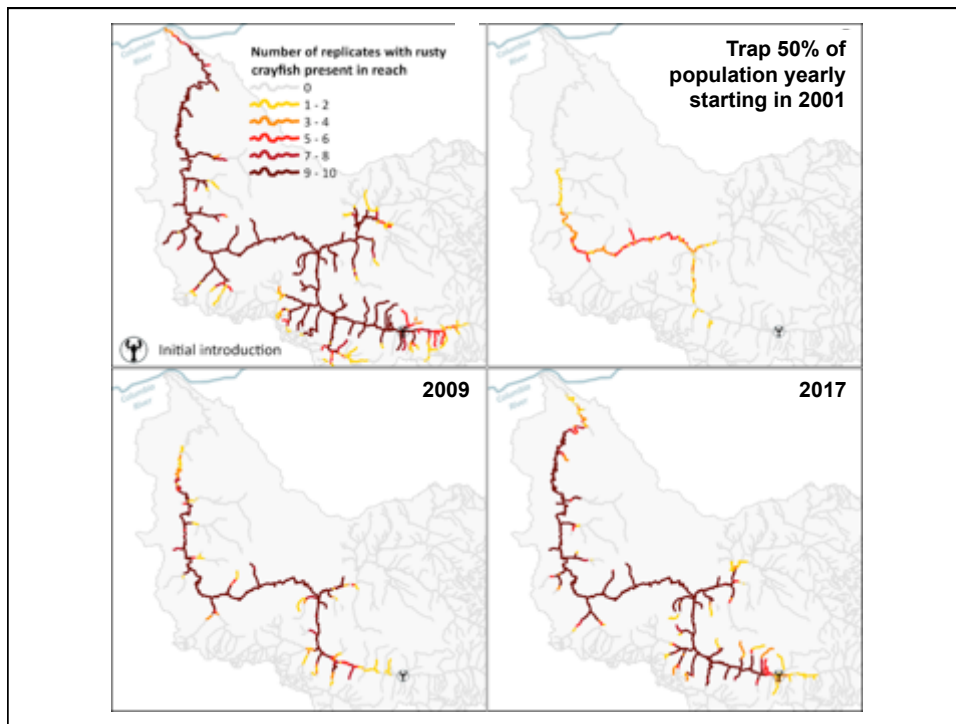 Columbia
River
Number of replicates with rusty
crayfish present in reach
0
1 - 2
3 - 4
5 - 6
7 - 8
9 - 10
Initial introduction
Trap 50% of
population yearly
starting in 2001
Columbia
River
2009
Columbia
River
2017